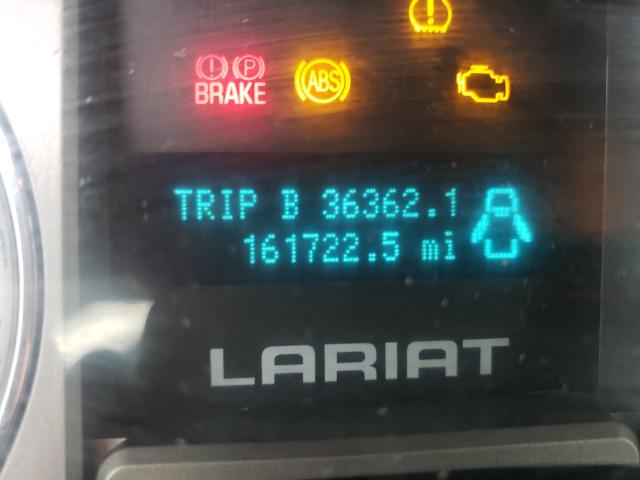 (!) (P)
BRAKE
ABS
TRIP B 36362.1
161722.5 mi
LARIAT